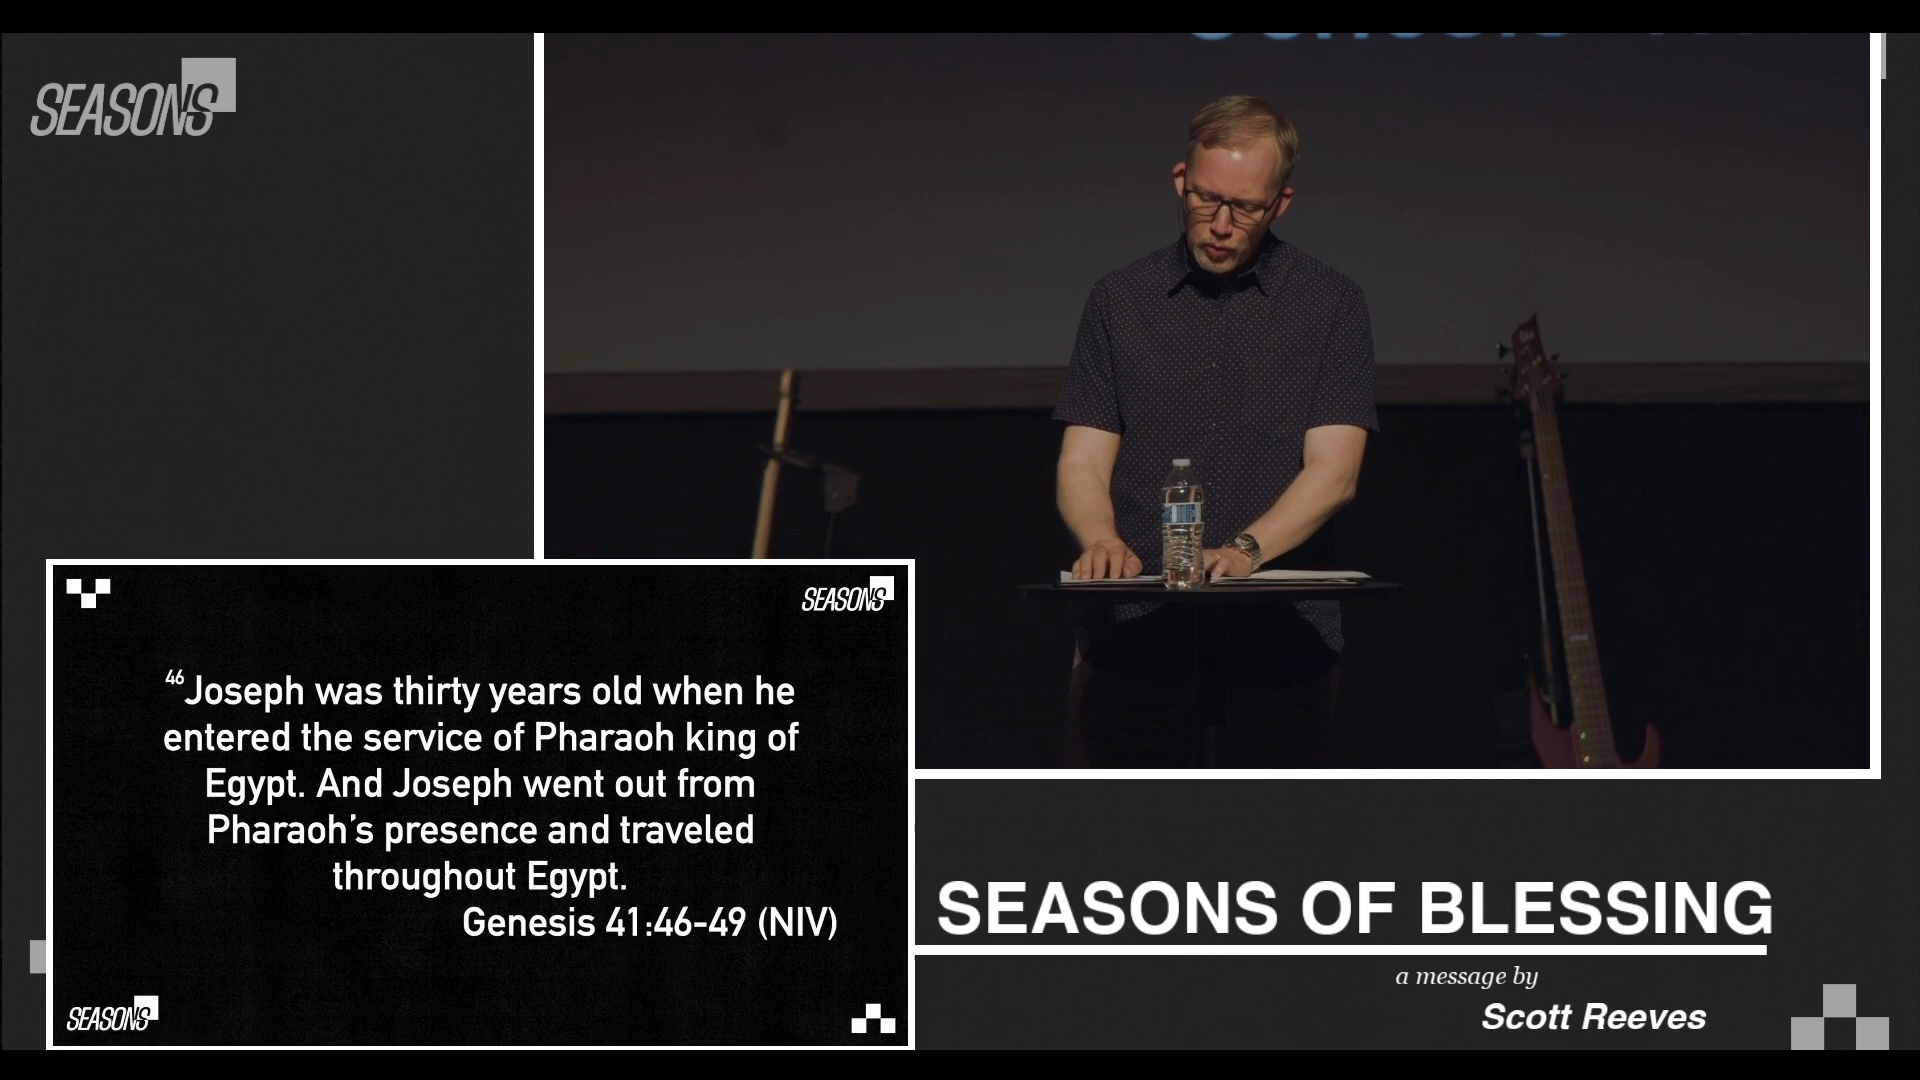 SEASONS
SEASONS
46Joseph was thirty years old when he
entered the service of Pharaoh king of
Egypt. And Joseph went out from
Pharaoh’s presence and traveled
throughout Egypt.
Genesis 41:46-49 (NIV)
SEASONS
SEASONS OF BLESSING
a message by
Scott Reeves